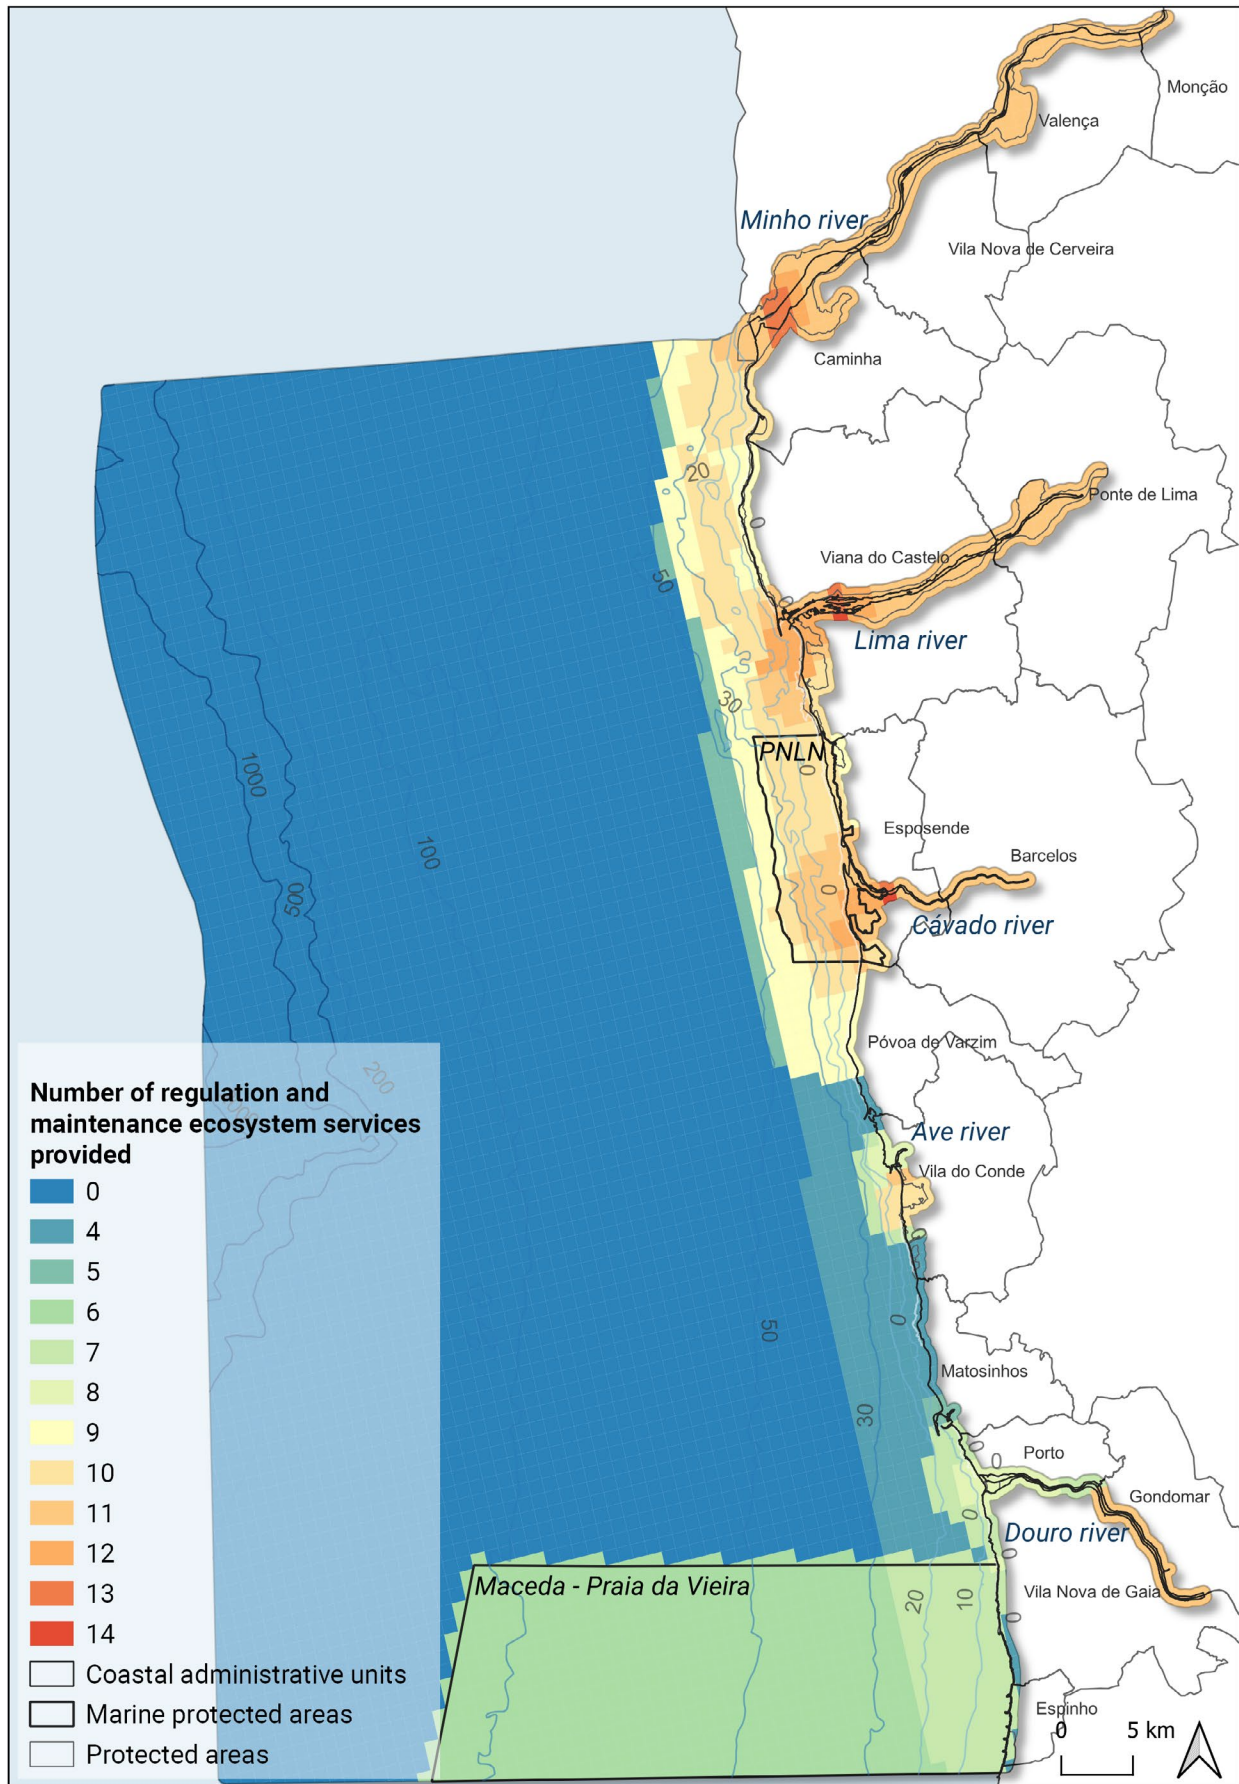 Monção
Valença
Minho river
Vila Nova de Cerveira
Caminha
20
0
Ponte de Lima
Viana do Castelo
50
0
Lima river
30
PNLN
0
1000
100
Esposende
Barcelos
500
0
Cávado river
Póvoa de Varzim
200
Ave river
Vila do Conde
0
50
0
Matosinhos
30
0
0
Porto
Gondomar
0
Douro river
0
Maceda - Praia da Vieira
20
10
Vila Nova de Gaia
0
Espinho
0 5 km
Number of regulation and
maintenance ecosystem services
provided
0
4
5
6
7
8
9
10
11
12
13
14
Coastal administrative units
Marine protected areas
Protected areas